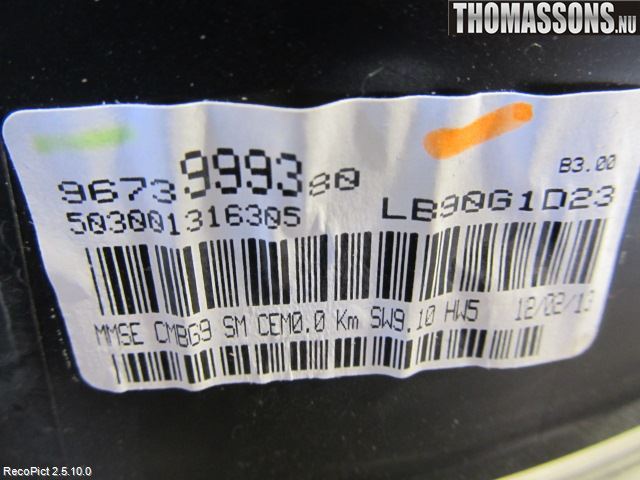 THOMASSONS.NU
B3.00
9673999380
LB90G1D23
503001316305
MMSE CMBG9 SM CEM0.0 Km SW9.10 HW5 12/02/13
RecoPict 2.5.10.0